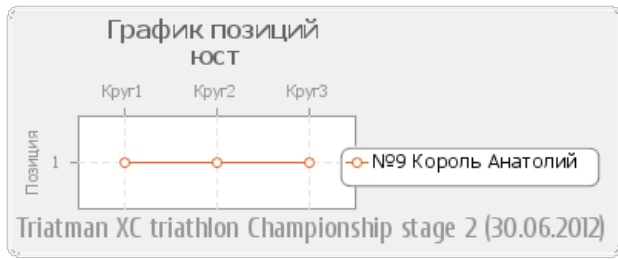 График позиций
юст
Круг1 Круг2 Круг3
Позиция
1
№9 Король Анатолий
Triatman XC triathlon Championship stage 2 (30.06.2012)